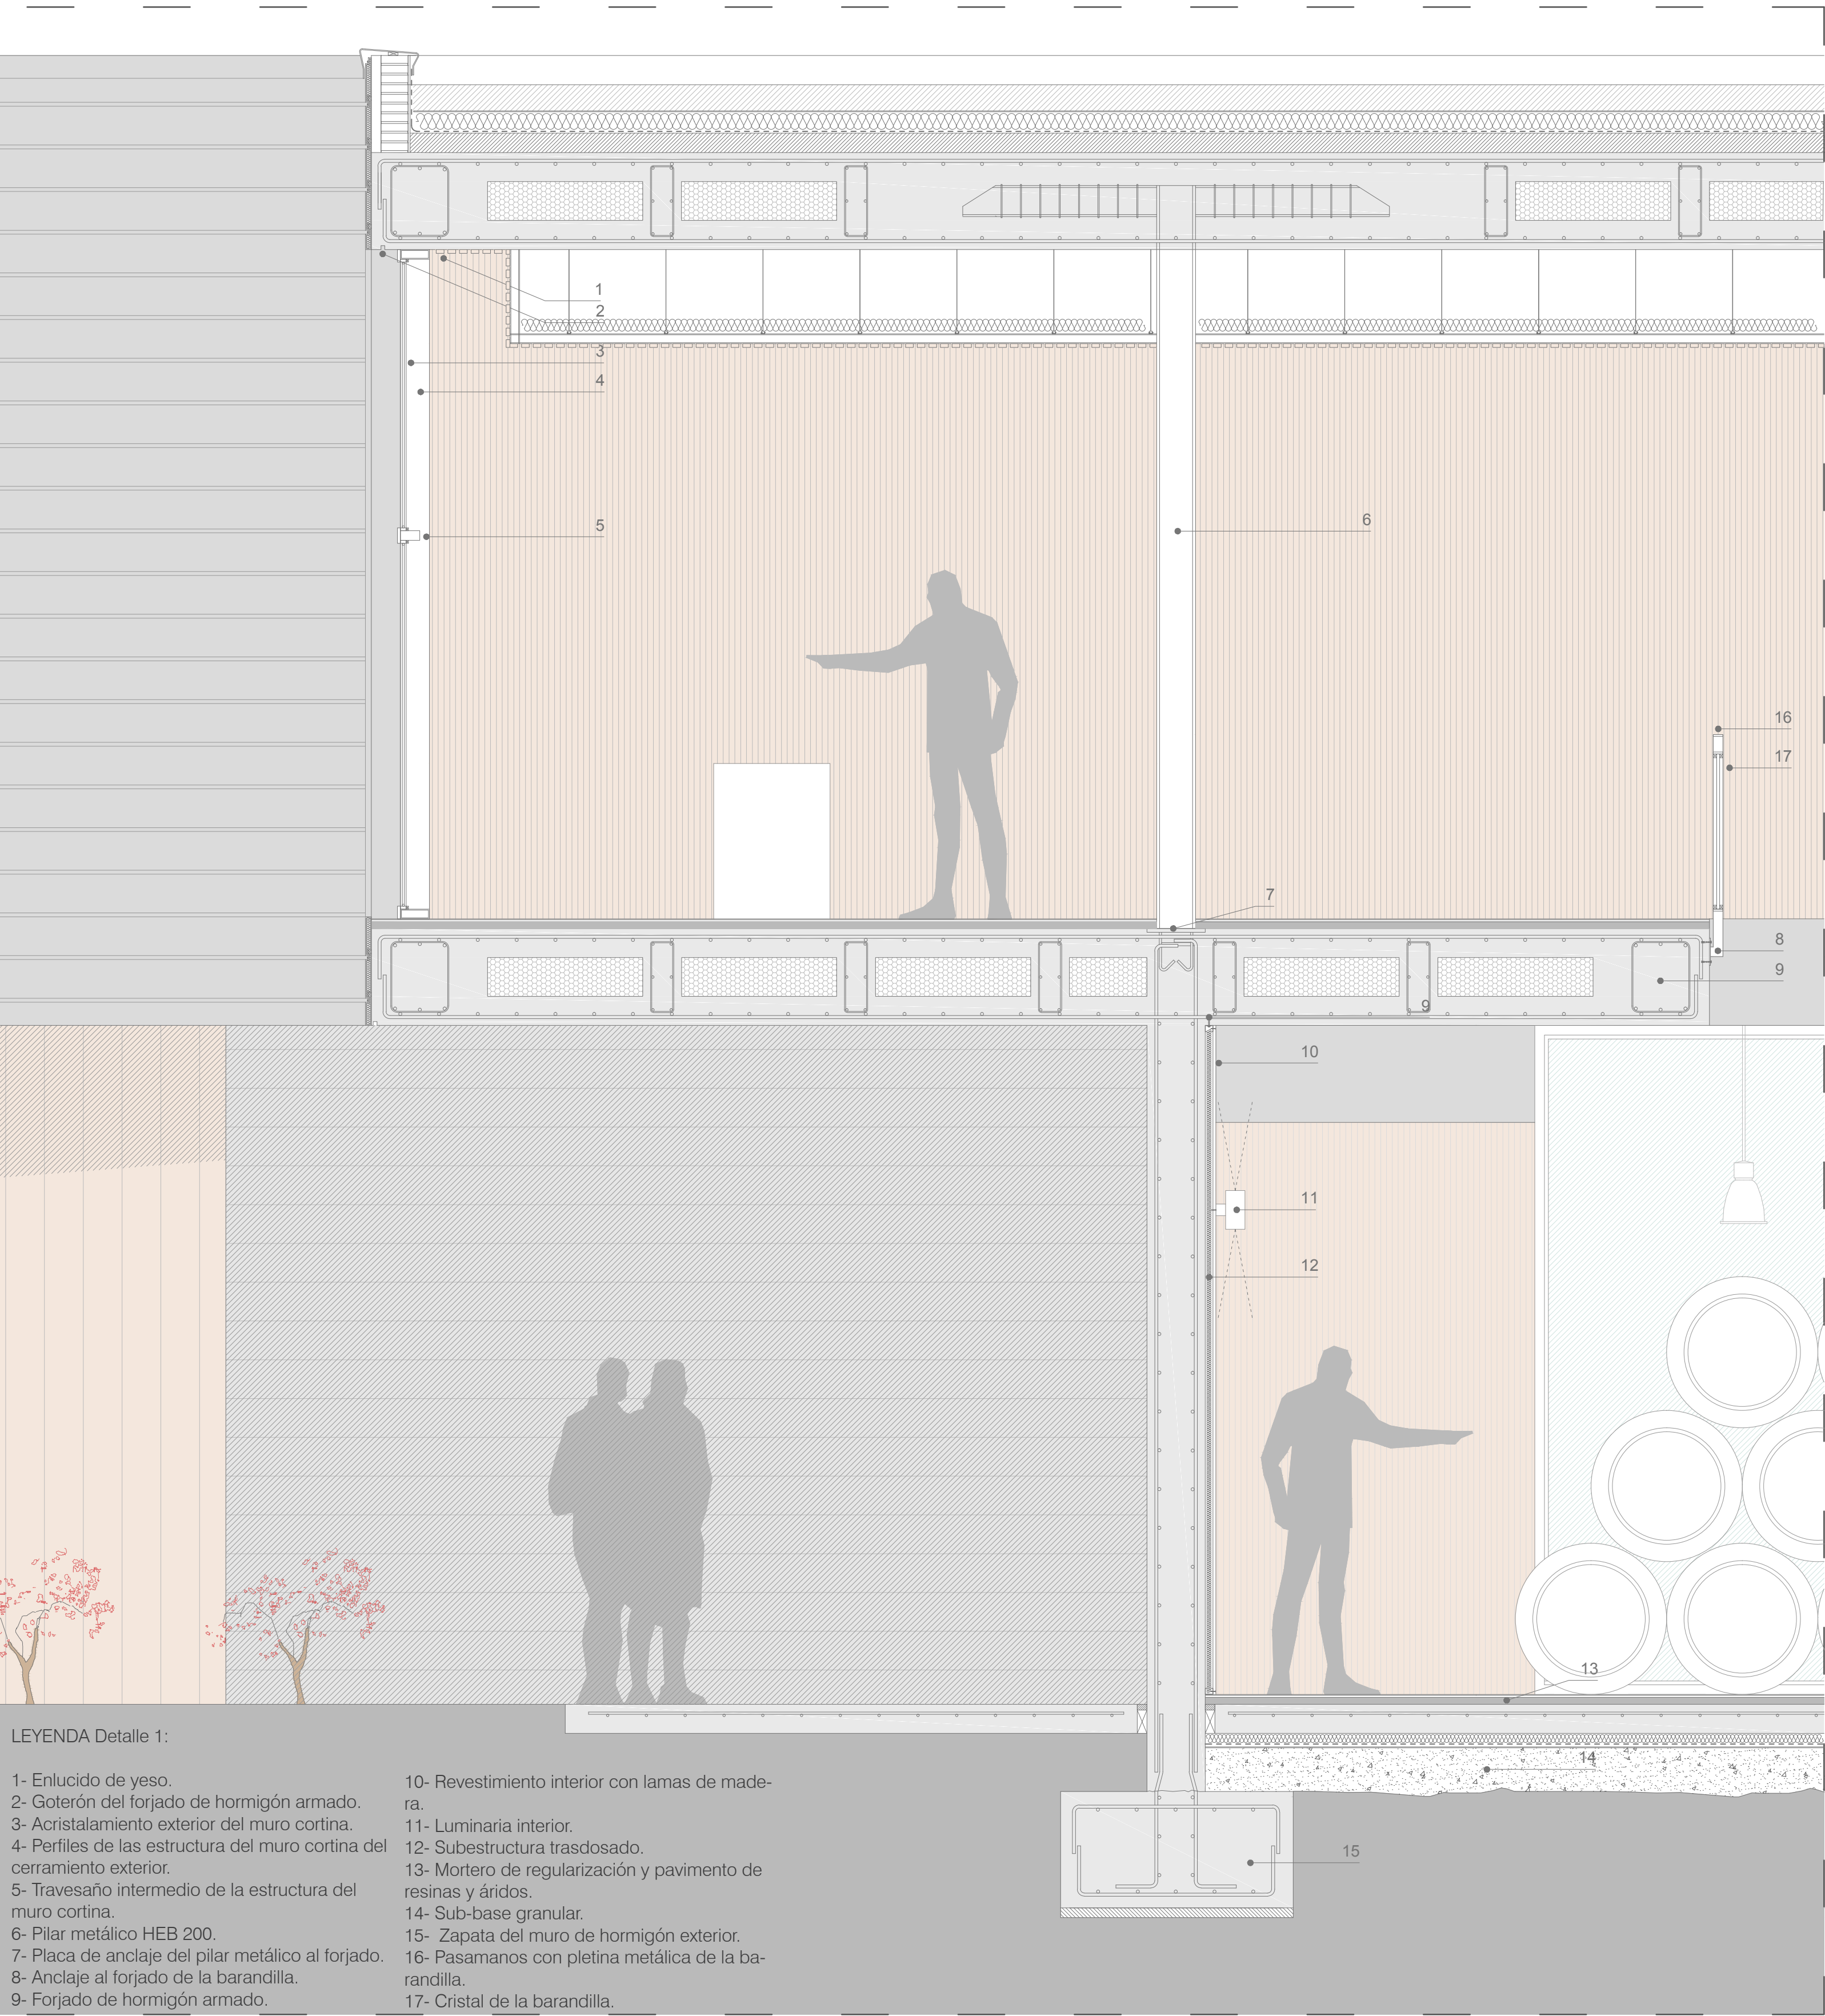 1
2
3
4
5
6
16
7
17
8
9
9
10
11
12
13
14
15
LEYENDA Detalle 1:
1- Enlucido de yeso.
2- Goterón del forjado de hormigón armado.
3- Acristalamiento exterior del muro cortina.
4- Perfiles de las estructura del muro cortina del
cerramiento exterior.
5- Travesaño intermedio de la estructura del
muro cortina.
6- Pilar metálico HEB 200.
7- Placa de anclaje del pilar metálico al forjado.
8- Anclaje al forjado de la barandilla.
9- Forjado de hormigón armado.
10- Revestimiento interior con lamas de made-
ra.
11- Luminaria interior.
12- Subestructura trasdosado.
13- Mortero de regularización y pavimento de
resinas y áridos.
14- Sub-base granular.
15- Zapata del muro de hormigón exterior.
16- Pasamanos con pletina metálica de la ba-
randilla.
17- Cristal de la barandilla.